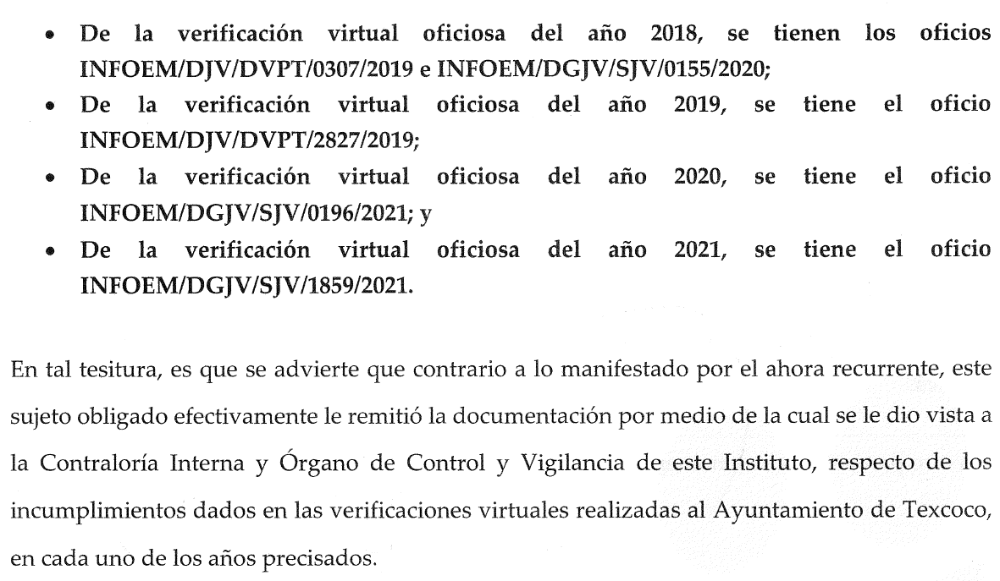 • De la verificación virtual oficiosa del año 2018, se tienen los oficios
INFOEM/DJV/DVPT/0307/2019 e INFOEM/DGJV/SJV/0155/2020;
• De la verificación virtual oficiosa del año 2019, se tiene el oficio
INFOEM/DJV/DVPT/2827/2019;
• De la verificación virtual oficiosa del año 2020, se tiene el oficio
INFOEM/DGJV/SJV/0196/2021; y
• De la verificación virtual oficiosa del año 2021, se tiene el oficio
INFOEM/DGJV/SJV/1859/2021.
En tal tesitura, es que se advierte que contrario a lo manifestado por el ahora recurrente, este
sujeto obligado efectivamente le remitió la documentación por medio de la cual se le dio vista a
la Contraloría Interna y Órgano de Control y Vigilancia de este Instituto, respecto de los
incumplimientos dados en las verificaciones virtuales realizadas al Ayuntamiento de Texcoco,
en cada uno de los años precisados.